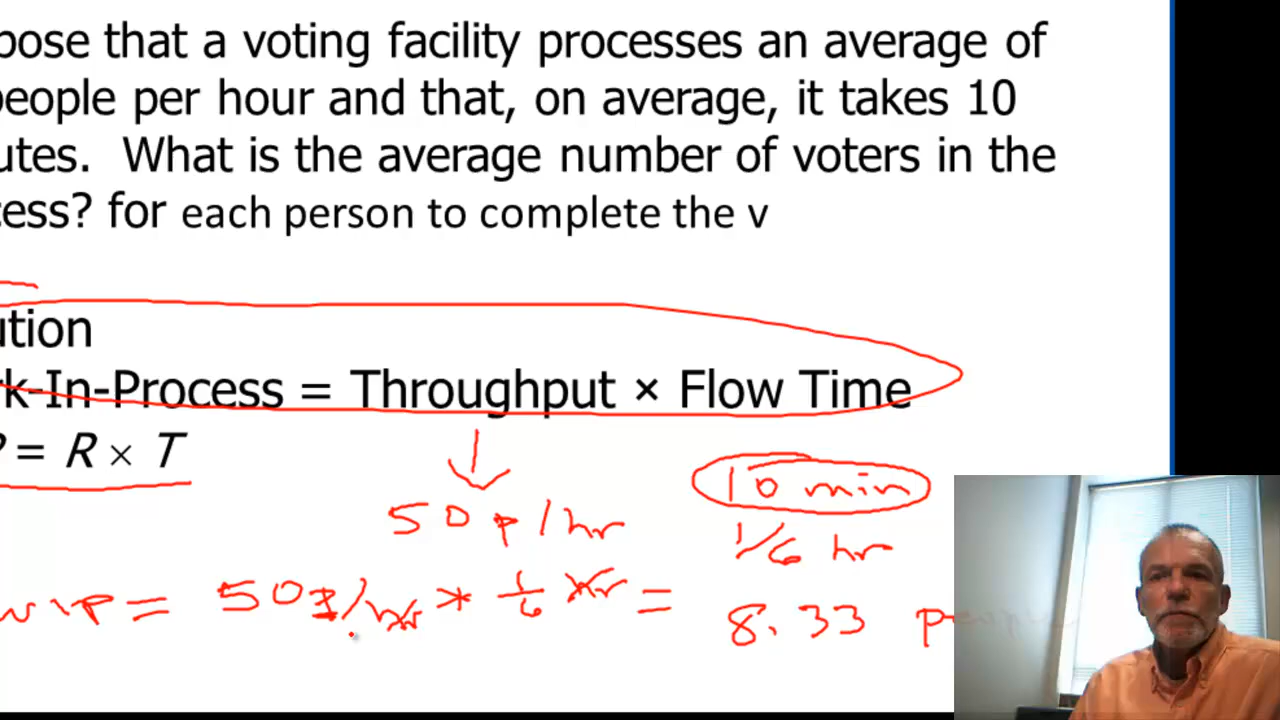 pose that a voting facility processes an average of
people per hour and that, on average, it takes 10
utes. What is the average number of voters in the
cess? for each person to complete the v
ution
k-In-Process = Throughput × Flow Time
P = R × T
10 min
50 p/hr
1/6 hr
WIP = 50 p/hr * 1/6 hr =
8.33 people